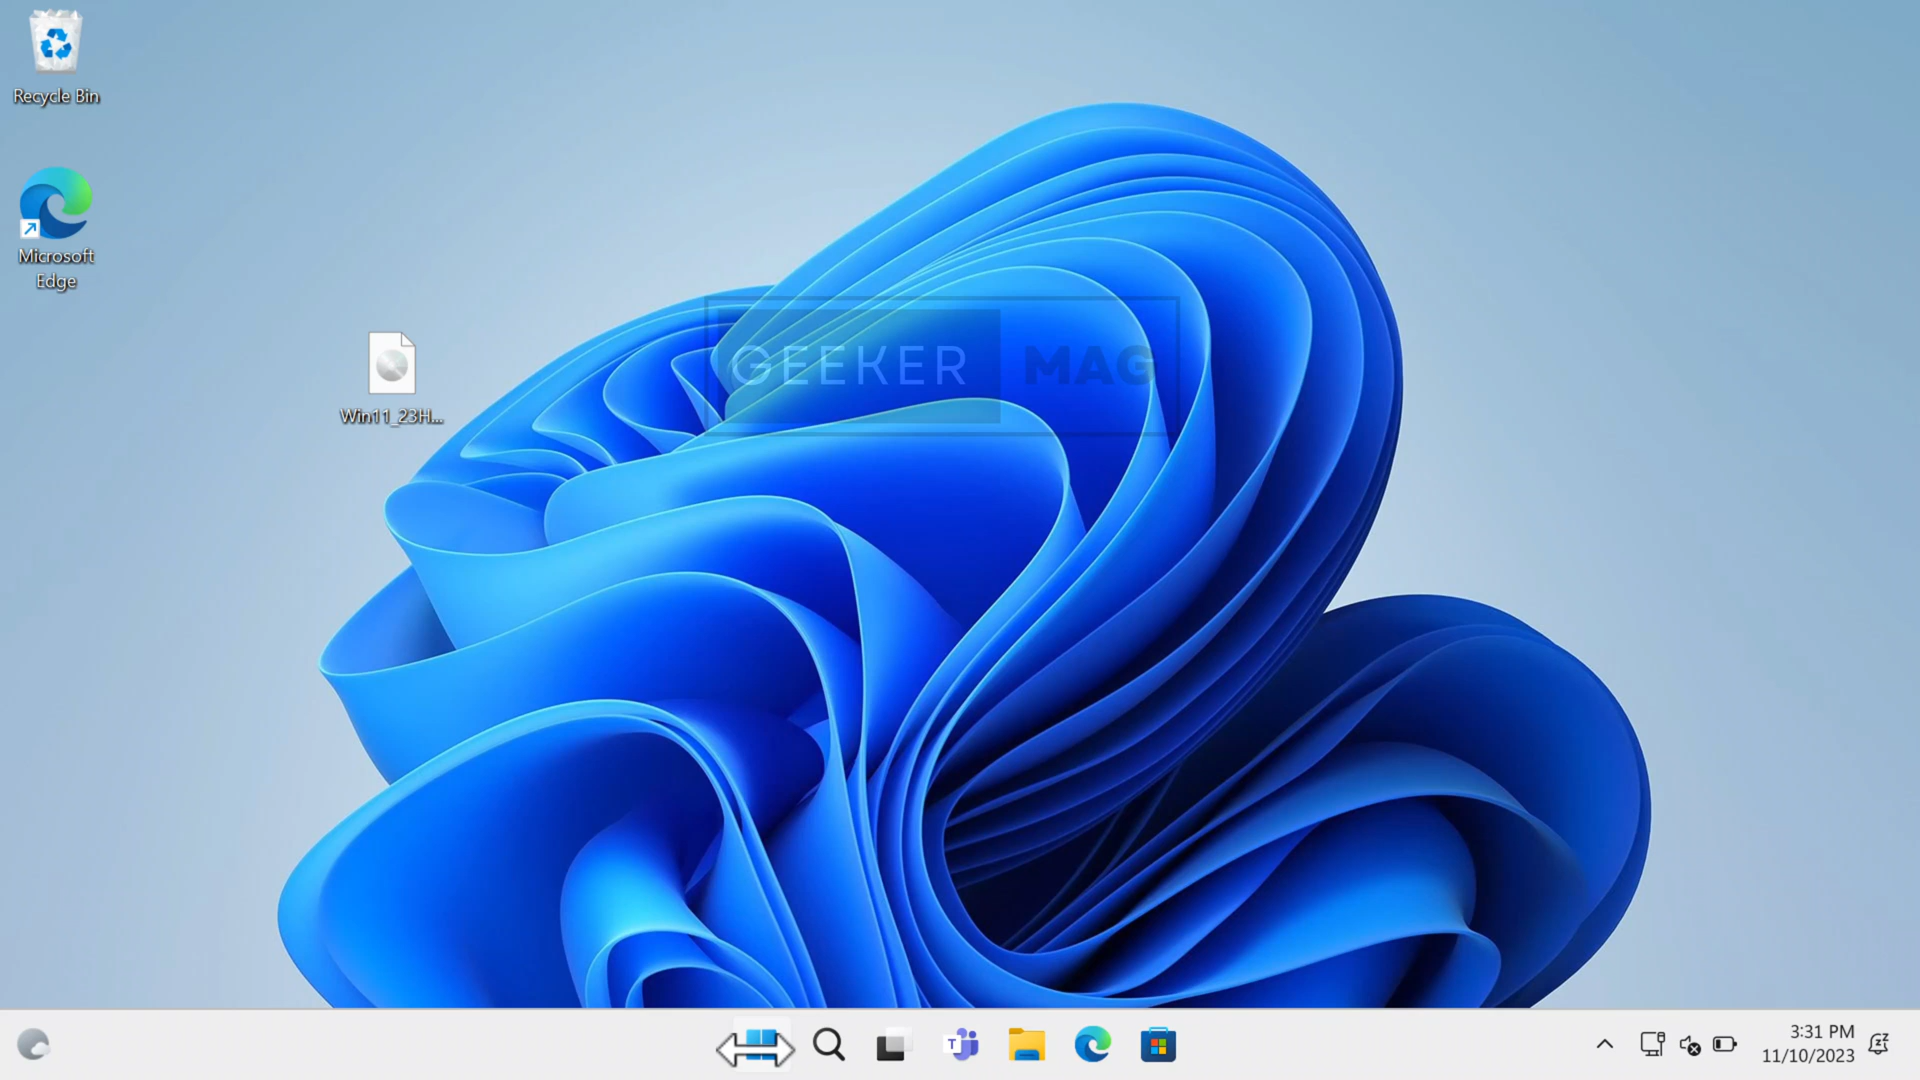 Recycle Bin
Microsoft
Edge
Win11_23H...
GEEKER MAG
3:31 PM
11/10/2023